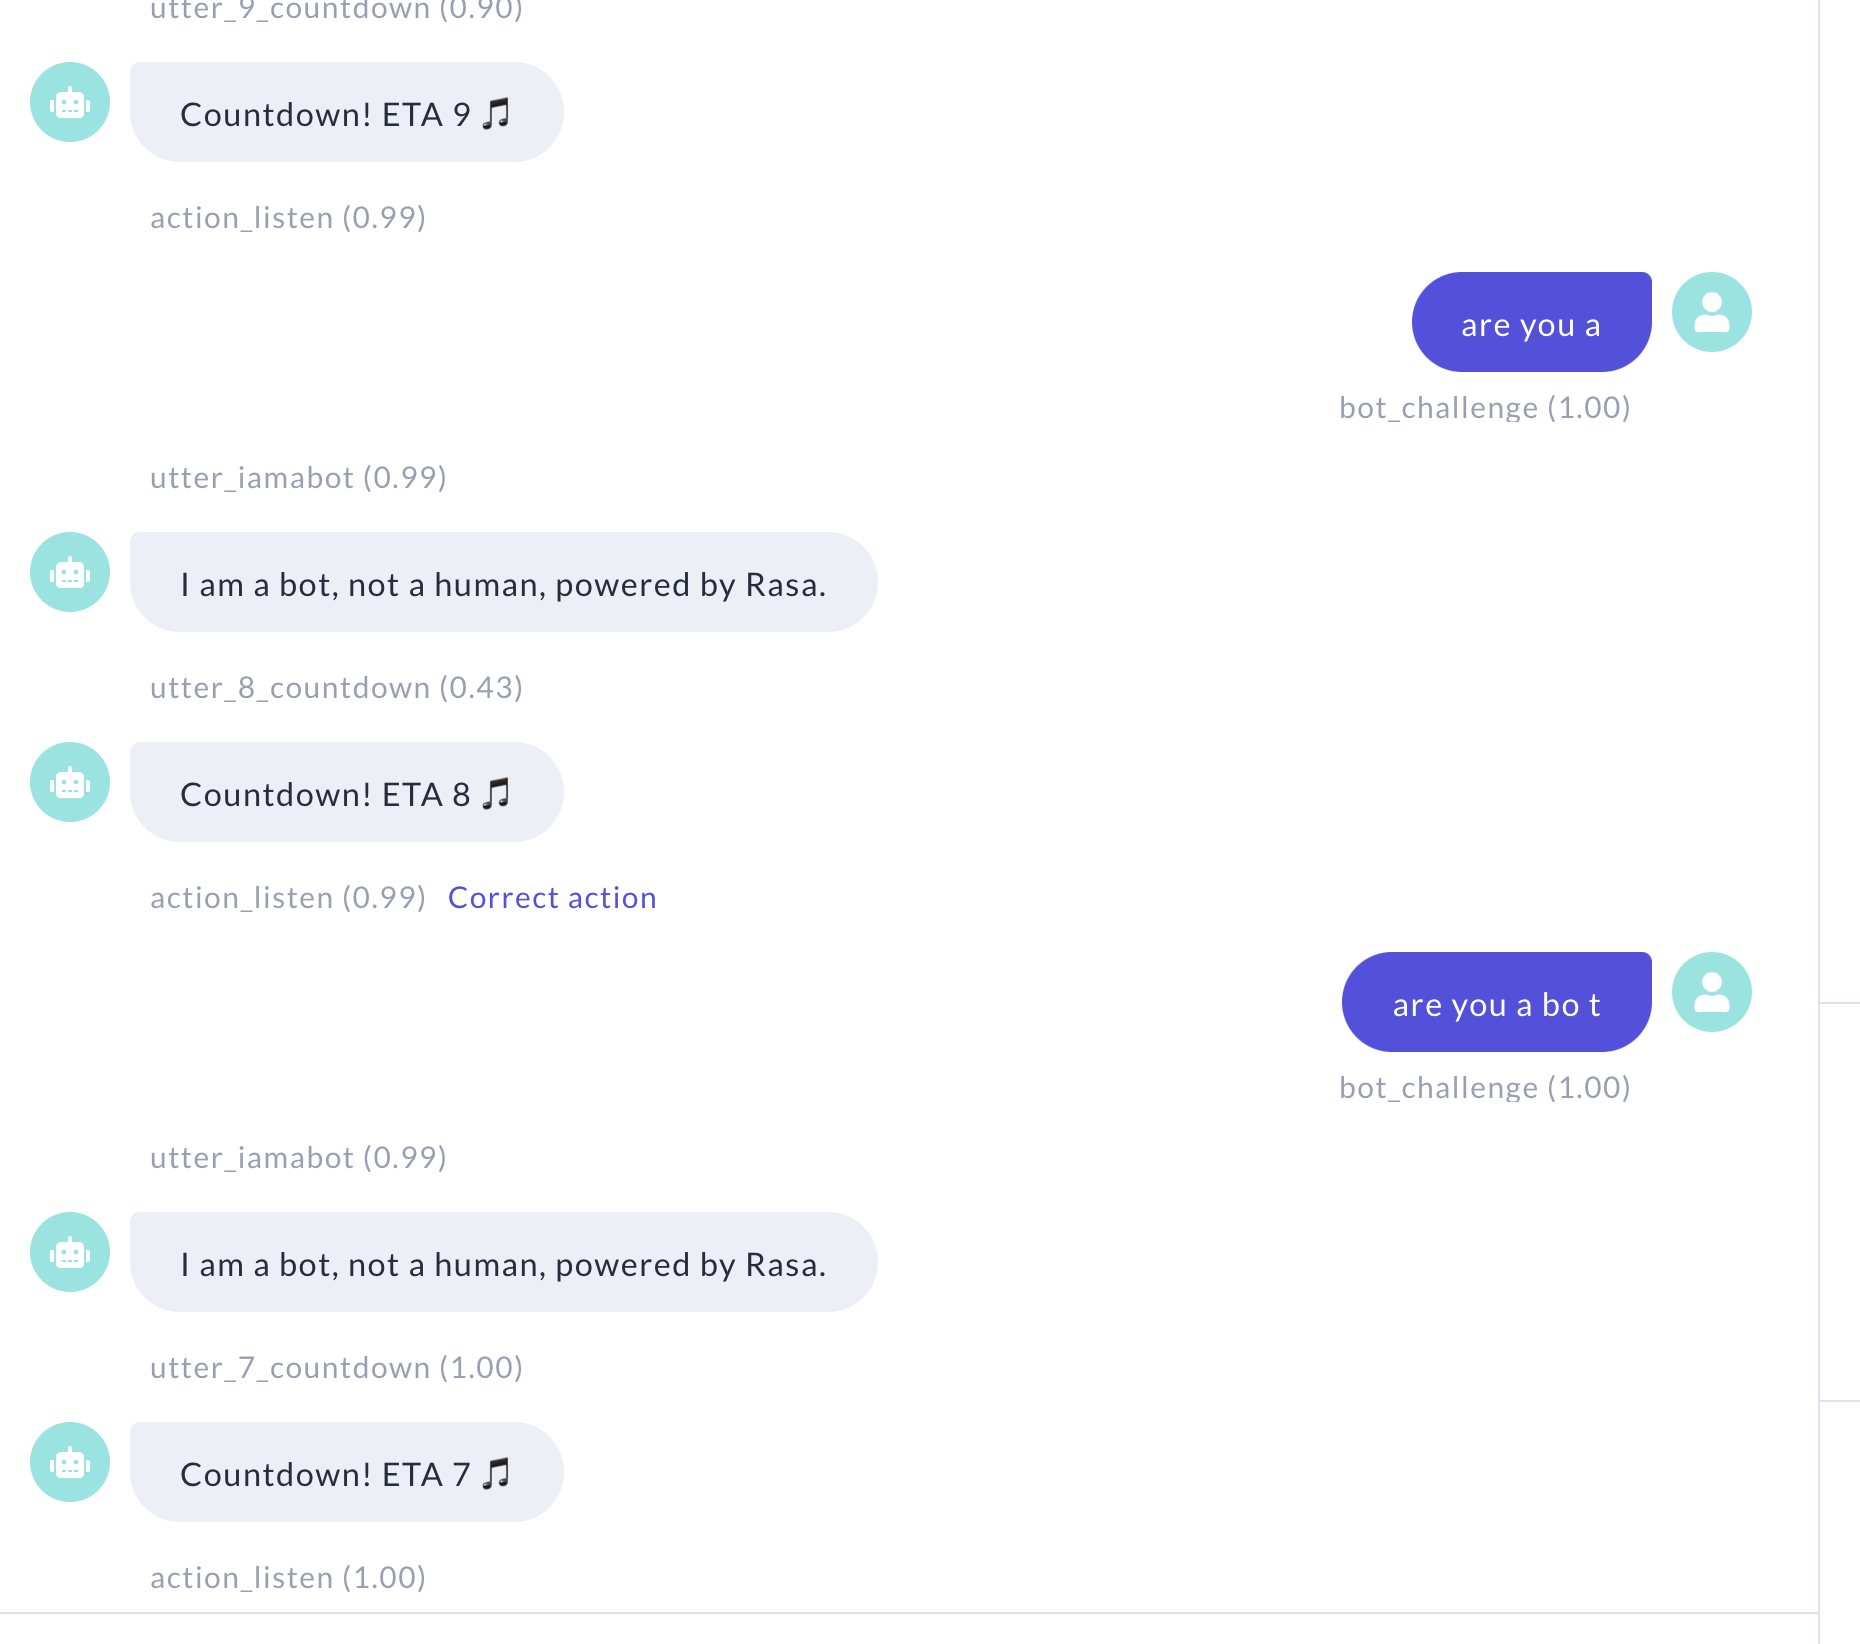 utter_9_countdown (0.90)
Countdown! ETA 9 🎵
action_listen (0.99)
are you a
bot_challenge (1.00)
utter_iamabot (0.99)
I am a bot, not a human, powered by Rasa.
utter_8_countdown (0.43)
Countdown! ETA 8 🎵
action_listen (0.99) Correct action
are you a bo t
bot_challenge (1.00)
utter_iamabot (0.99)
I am a bot, not a human, powered by Rasa.
utter_7_countdown (1.00)
Countdown! ETA 7 🎵
action_listen (1.00)